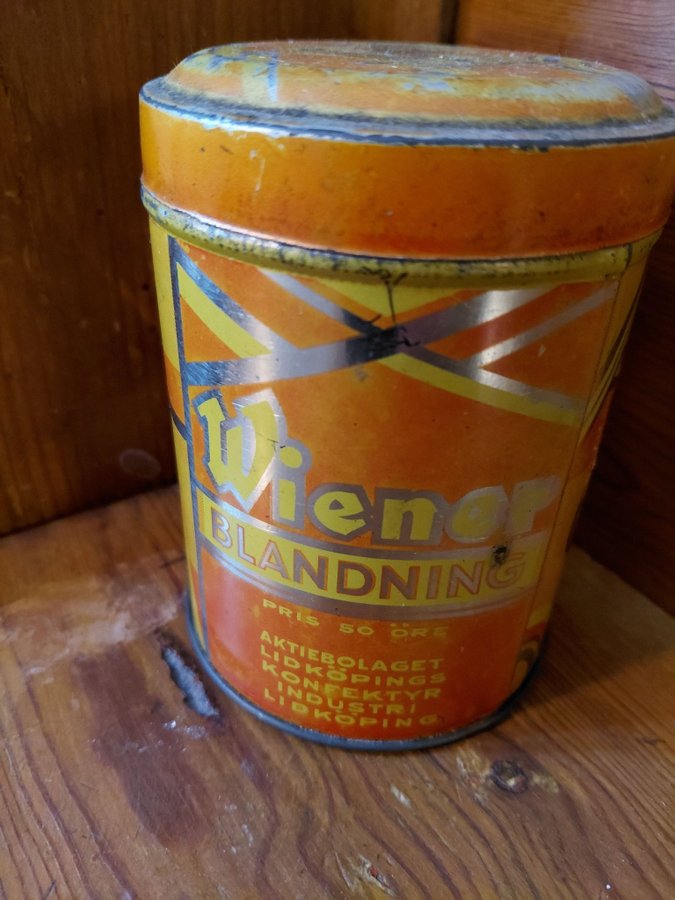 Wiener
BLANDNING
PRIS 50 ÖRE
AKTIEBOLAGET
LIDKÖPINGS
KONFEKTYR
INDUSTRI
LIDKÖPING